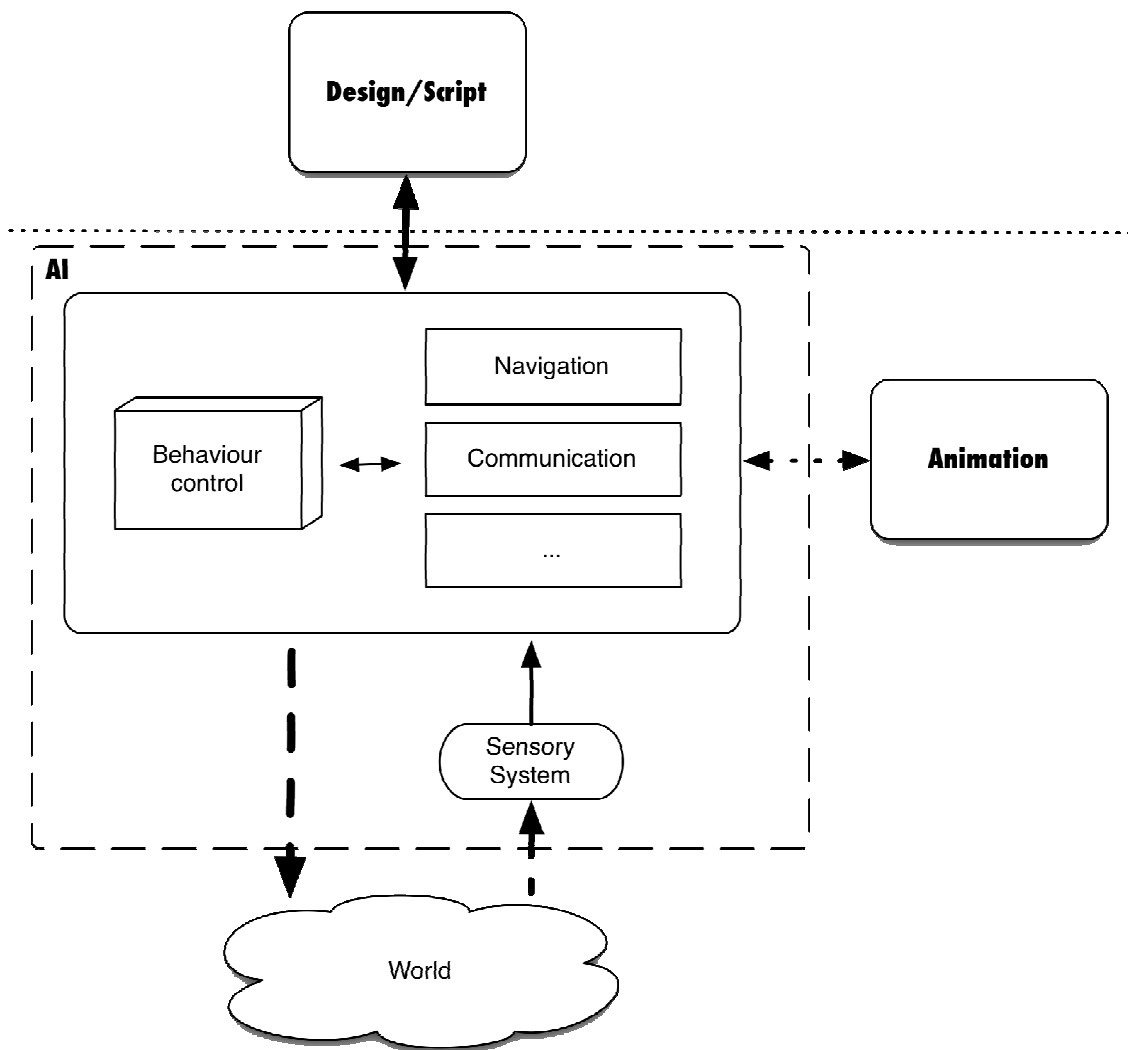 Design/Script
AI
Navigation
Behaviour
control
Communication
Animation
...
Sensory
System
World